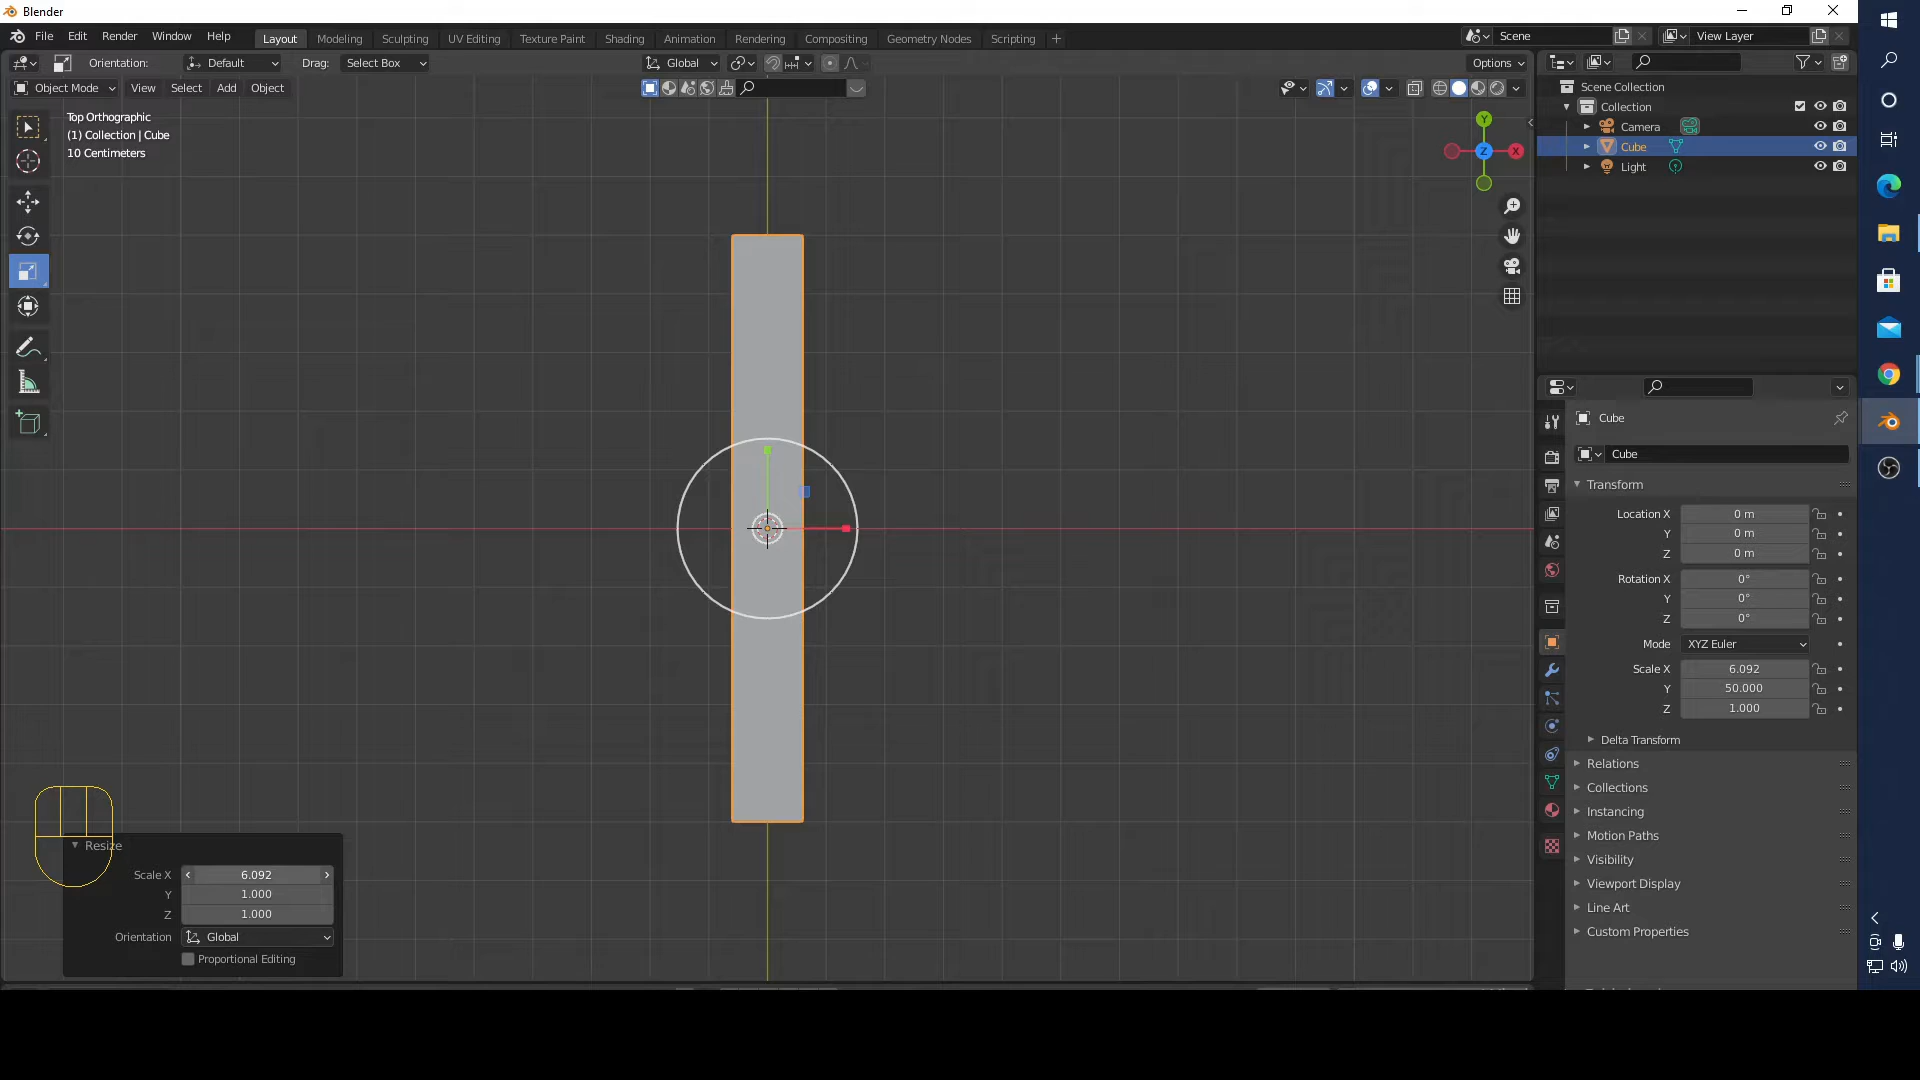 Blender
File Edit Render Window Help Layout Modeling Sculpting UV Editing Texture Paint Shading Animation Rendering Compositing Geometry Nodes Scripting + Scene View Layer
Orientation: Default Drag: Select Box Global Options
Object Mode View Select Add Object
Top Orthographic
(1) Collection | Cube
10 Centimeters
Y
Z X
Scene Collection
Collection
Camera
Cube
Light
Cube
Cube
Transform
Location X 0 m
Y 0 m
Z 0 m
Rotation X 0°
Y 0°
Z 0°
Mode XYZ Euler
Scale X 6.092
Y 50.000
Z 1.000
Delta Transform
Relations
Collections
Instancing
Motion Paths
Visibility
Viewport Display
Line Art
Custom Properties
Resize
Scale X 6.092
Y 1.000
Z 1.000
Orientation Global
Proportional Editing